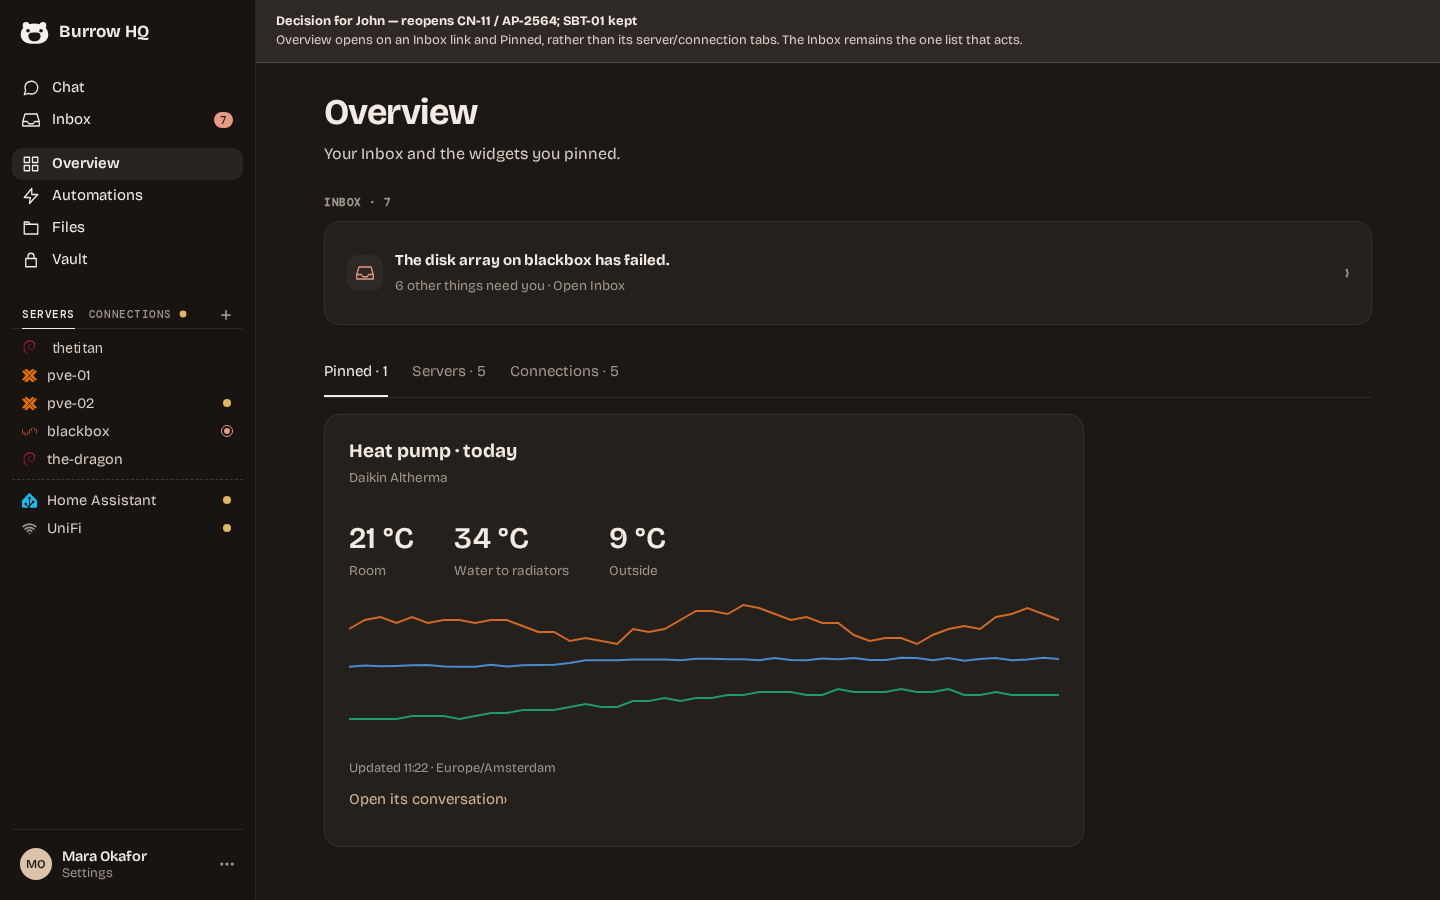 Burrow HQ
Chat
Inbox
7
Overview
Automations
Files
Vault
SERVERS
CONNECTIONS
+
thetitan
pve-01
pve-02
blackbox
the-dragon
Home Assistant
UniFi
MO
Mara Okafor
Settings
Decision for John — reopens CN-11 / AP-2564; SBT-01 kept
Overview opens on an Inbox link and Pinned, rather than its server/connection tabs. The Inbox remains the one list that acts.
Overview
Your Inbox and the widgets you pinned.
INBOX · 7
The disk array on blackbox has failed.
6 other things need you · Open Inbox
Pinned · 1
Servers · 5
Connections · 5
Heat pump · today
Daikin Altherma
21 °C
34 °C
9 °C
Room
Water to radiators
Outside
Updated 11:22 · Europe/Amsterdam
Open its conversation›